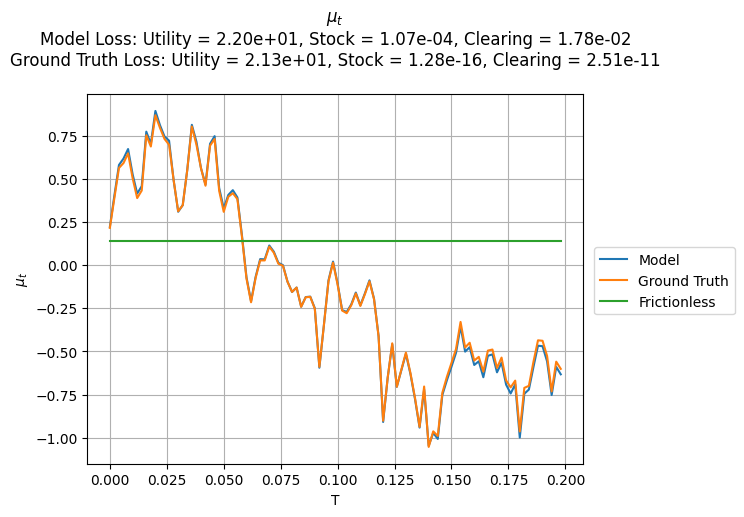 μₜ
Model Loss: Utility = 2.20e+01, Stock = 1.07e-04, Clearing = 1.78e-02
Ground Truth Loss: Utility = 2.13e+01, Stock = 1.28e-16, Clearing = 2.51e-11
μₜ
0.75
0.50
0.25
0.00
−0.25
−0.50
−0.75
−1.00
0.000 0.025 0.050 0.075 0.100 0.125 0.150 0.175 0.200
T
Model
Ground Truth
Frictionless